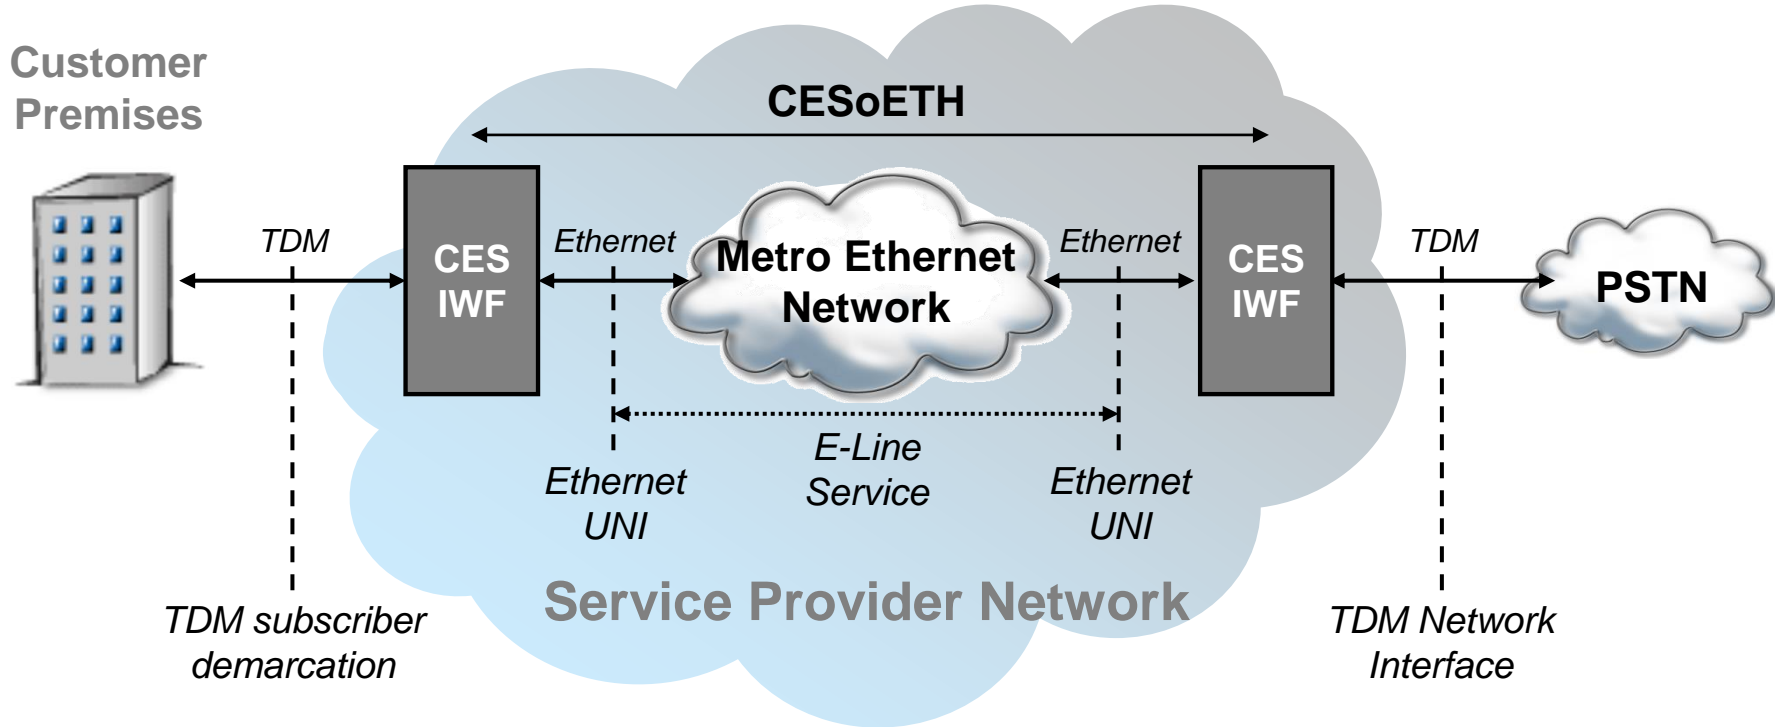 Customer
Premises
CESoETH
TDM
CES
IWF
Ethernet
Metro Ethernet
Network
Ethernet
CES
IWF
TDM
PSTN
E-Line
Service
Ethernet
UNI
Ethernet
UNI
Service Provider Network
TDM subscriber
demarcation
TDM Network
Interface